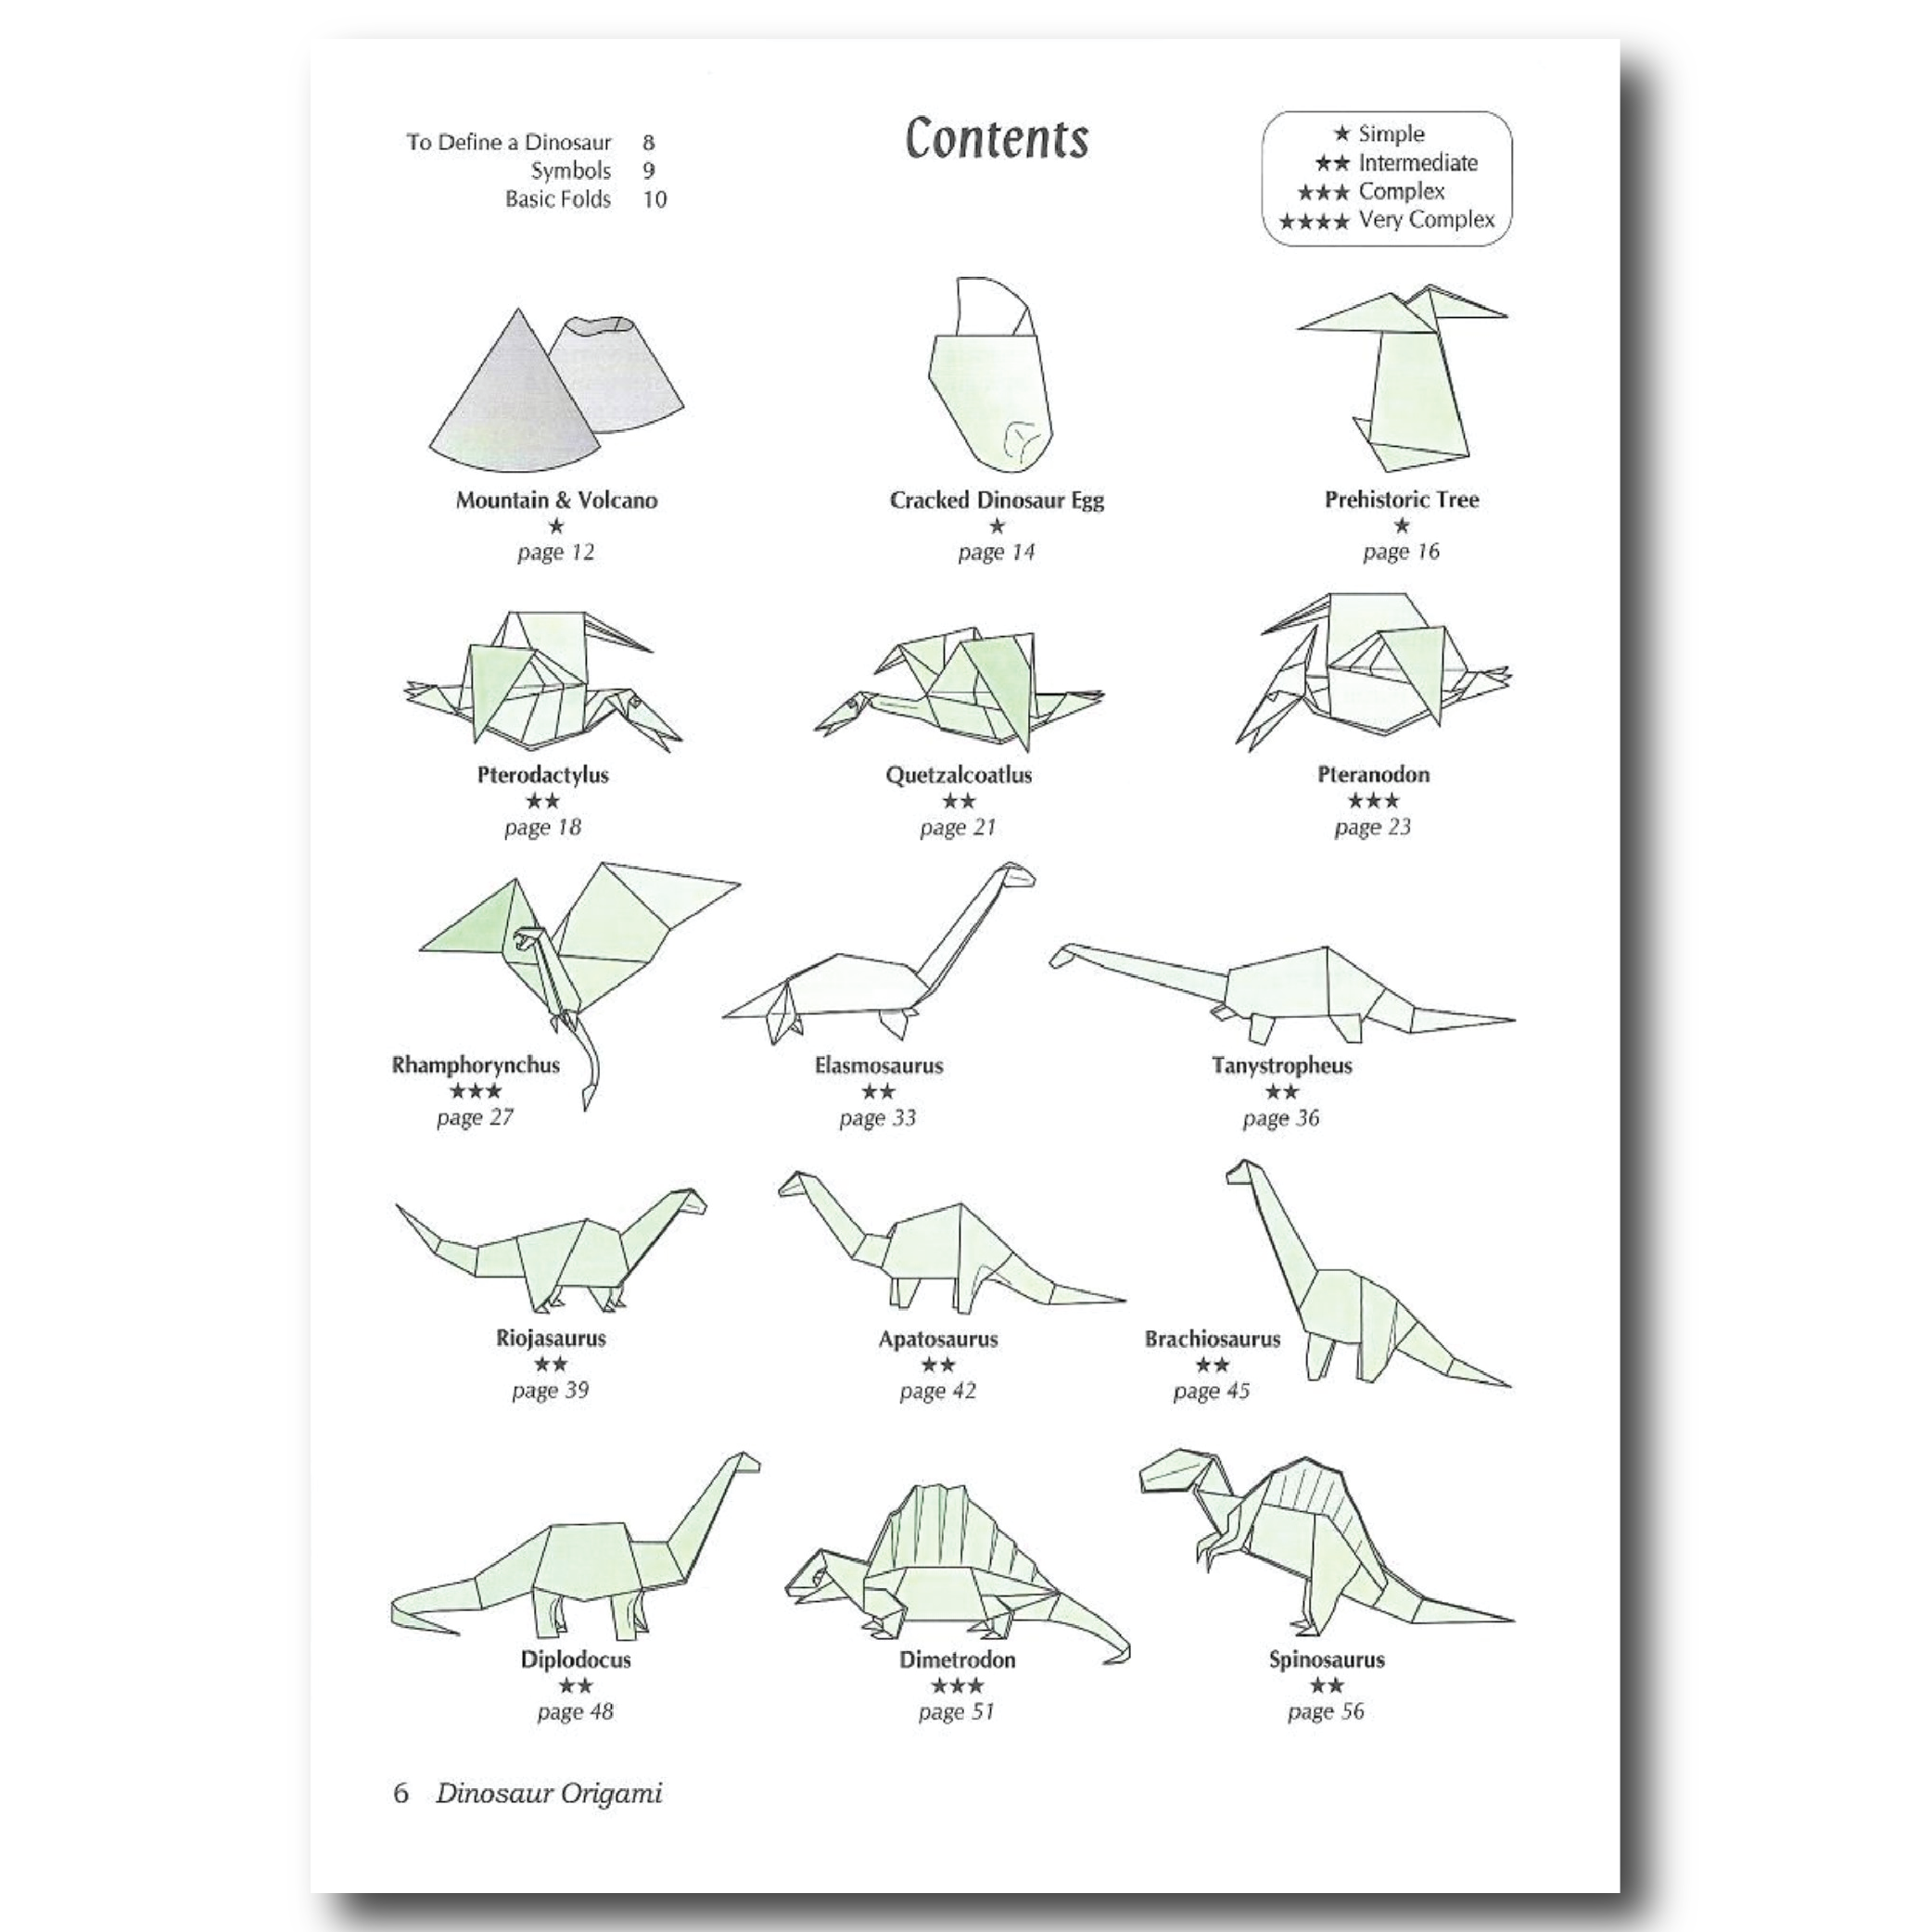 Contents
To Define a Dinosaur 8
Symbols 9
Basic Folds 10
★ Simple
★★ Intermediate
★★★ Complex
★★★★ Very Complex
Mountain & Volcano
★
page 12
Cracked Dinosaur Egg
★
page 14
Prehistoric Tree
★
page 16
Pterodactylus
★★
page 18
Quetzalcoatlus
★★
page 21
Pteranodon
★★★
page 23
Rhamphorynchus
★★★
page 27
Elasmosaurus
★★
page 33
Tanystropheus
★★
page 36
Riojasaurus
★★
page 39
Apatosaurus
★★
page 42
Brachiosaurus
★★
page 45
Diplodocus
★★
page 48
Dimetrodon
★★★
page 51
Spinosaurus
★★
page 56
6 Dinosaur Origami